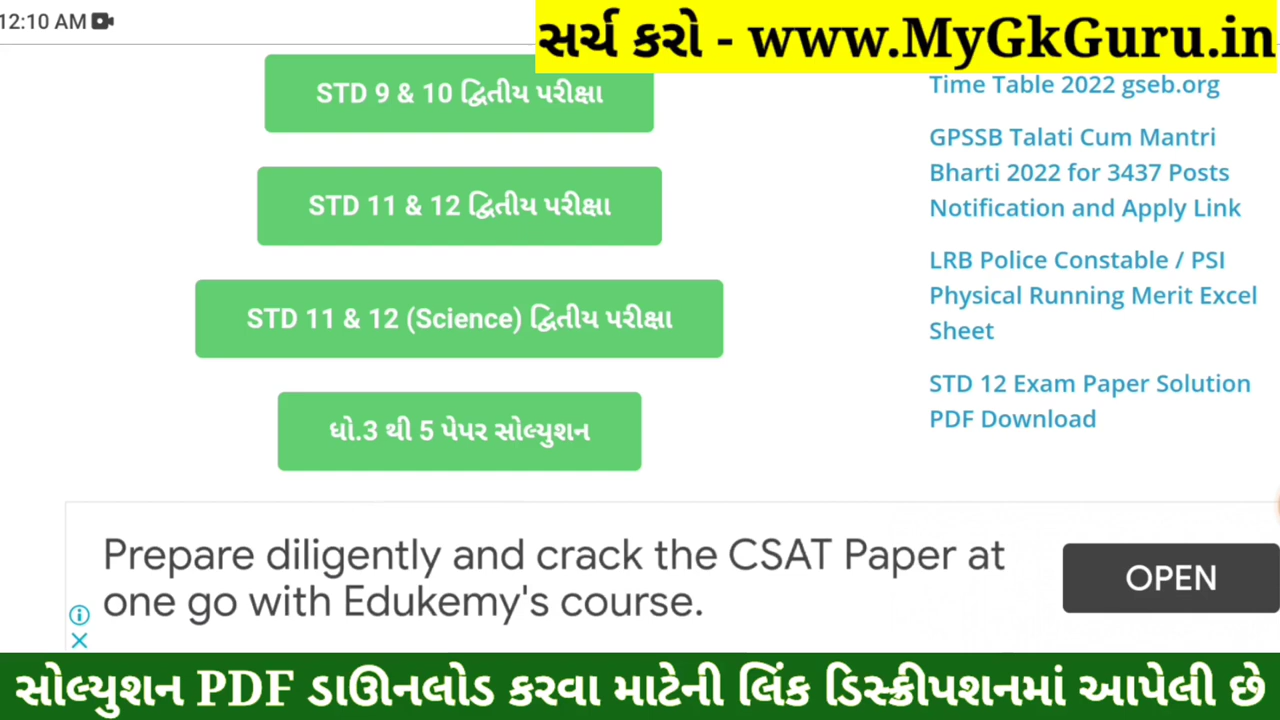 12:10 AM
સર્ચ કરો - www.MyGkGuru.in
STD 9 & 10 દ્વિતીય પરીક્ષા
STD 11 & 12 દ્વિતીય પરીક્ષા
STD 11 & 12 (Science) દ્વિતીય પરીક્ષા
ધો.3 થી 5 પેપર સોલ્યુશન
Time Table 2022 gseb.org
GPSSB Talati Cum Mantri
Bharti 2022 for 3437 Posts
Notification and Apply Link
LRB Police Constable / PSI
Physical Running Merit Excel
Sheet
STD 12 Exam Paper Solution
PDF Download
Prepare diligently and crack the CSAT Paper at
one go with Edukemy's course.
OPEN
સોલ્યુશન PDF ડાઊનલોડ કરવા માટેની લિંક ડિસ્ક્રીપશનમાં આપેલી છે